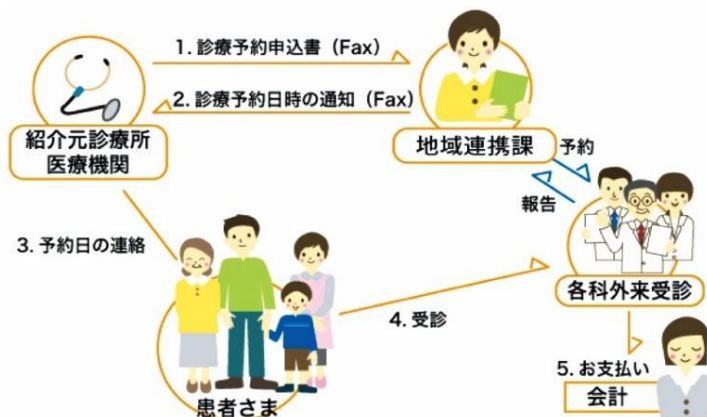 1. 診療予約申込書（Fax）
2. 診療予約日時の通知（Fax）
紹介元診療所
医療機関
地域連携課
予約
報告
3. 予約日の連絡
各科外来受診
4. 受診
5. お支払い
会計
患者さま